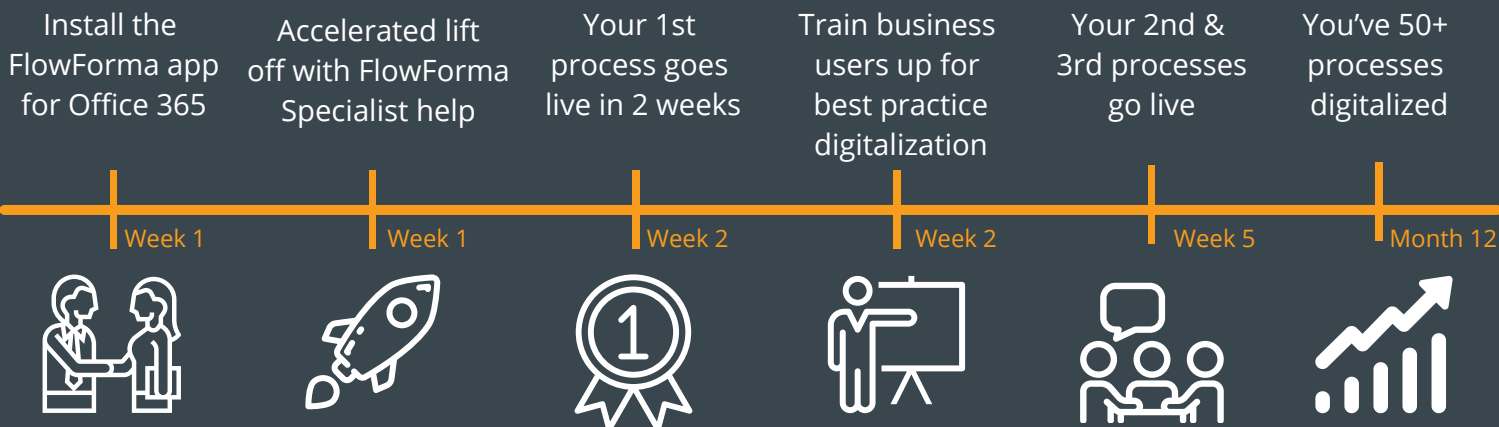 Install the
FlowForma app
for Office 365
Accelerated lift
off with FlowForma
Specialist help
Your 1st
process goes
live in 2 weeks
Train business
users up for
best practice
digitalization
Your 2nd &
3rd processes
go live
You've 50+
processes
digitalized
Week 1
Week 1
Week 2
Week 2
Week 5
Month 12
1